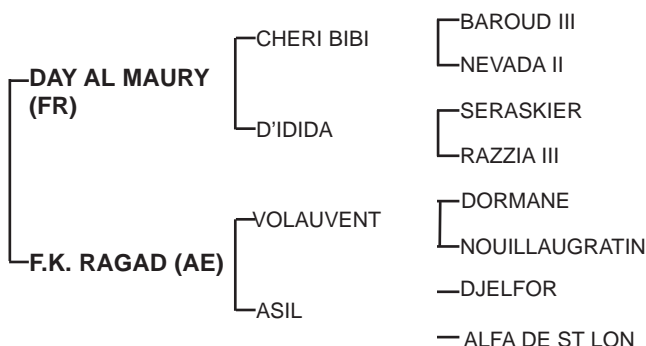 BAROUD III
CHERI BIBI
NEVADA II
DAY AL MAURY
(FR)
SERASKIER
D'IDIDA
RAZZIA III
DORMANE
VOLAUVENT
NOUILLAUGRATIN
F.K. RAGAD (AE)
DJELFOR
ASIL
ALFA DE ST LON